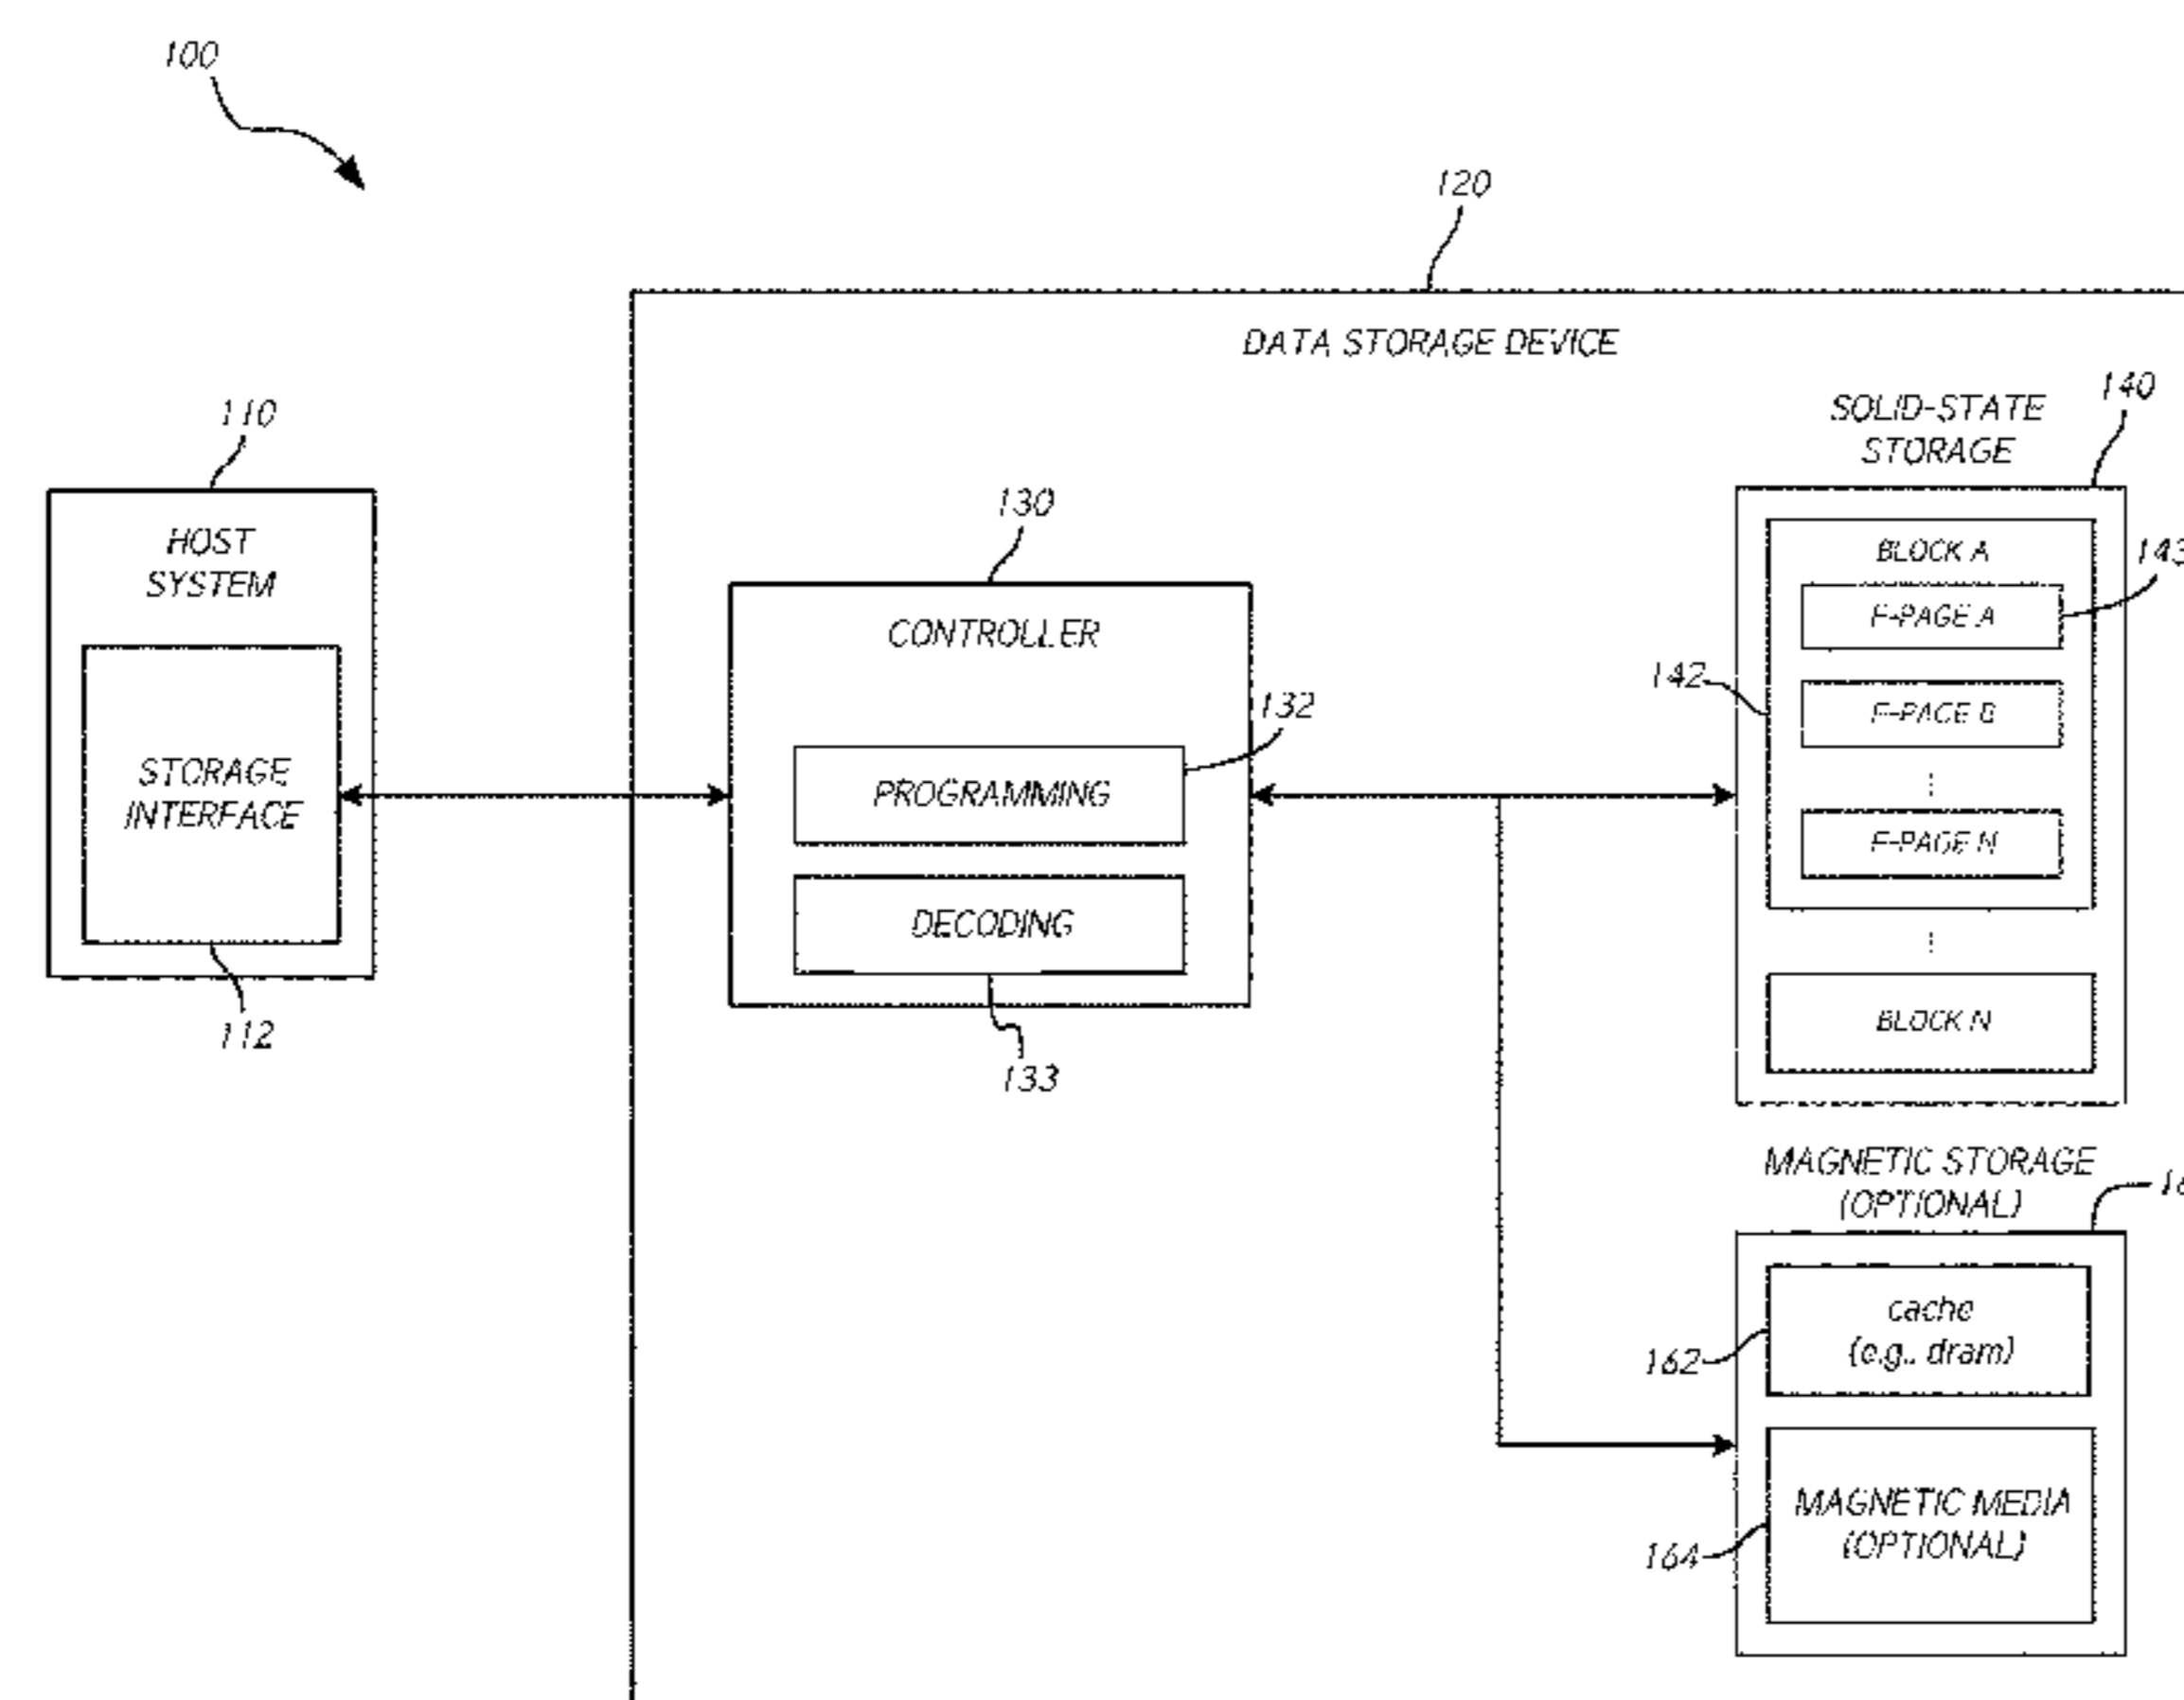 100
120
DATA STORAGE DEVICE
110
HOST
SYSTEM
STORAGE
INTERFACE
112
130
CONTROLLER
132
PROGRAMMING
DECODING
133
SOLID-STATE
STORAGE
140
BLOCK A
143
F-PAGE A
142
F-PAGE B
F-PAGE N
BLOCK N
MAGNETIC STORAGE
(OPTIONAL)
cache
(e.g., dram)
162
MAGNETIC MEDIA
(OPTIONAL)
164